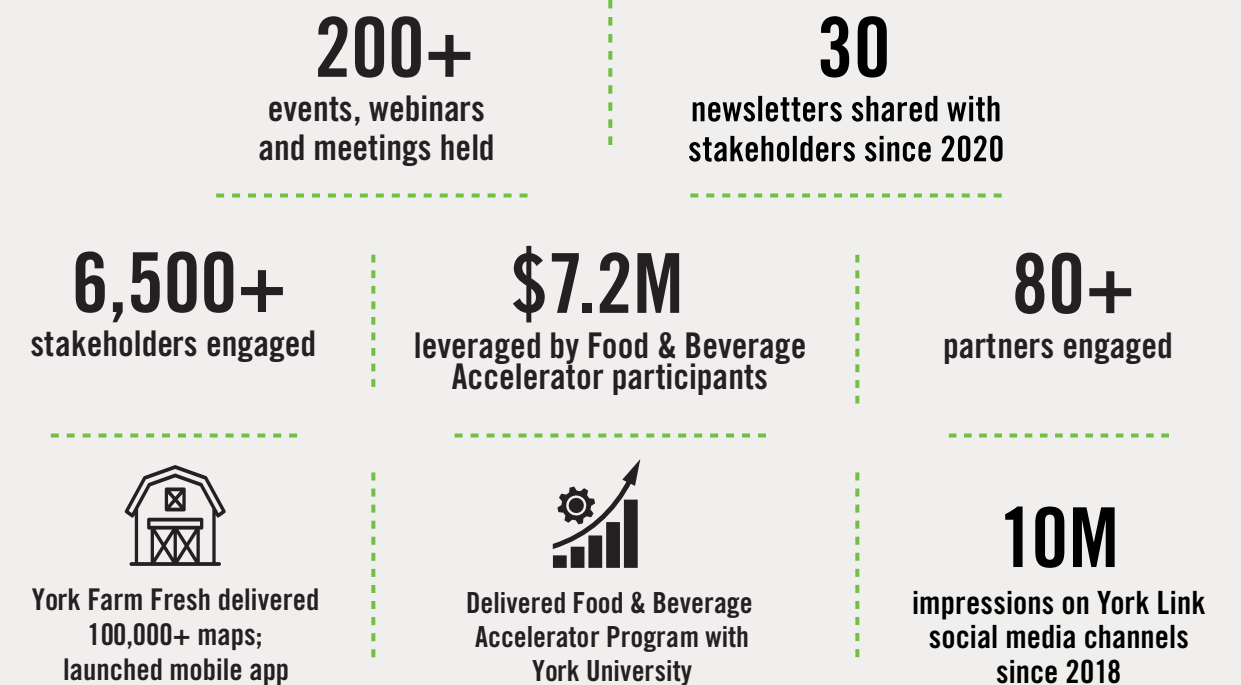 200+
events, webinars
and meetings held
30
newsletters shared with
stakeholders since 2020
6,500+
stakeholders engaged
$7.2M
leveraged by Food & Beverage
Accelerator participants
80+
partners engaged
York Farm Fresh delivered
100,000+ maps;
launched mobile app
Delivered Food & Beverage
Accelerator Program with
York University
10M
impressions on York Link
social media channels
since 2018